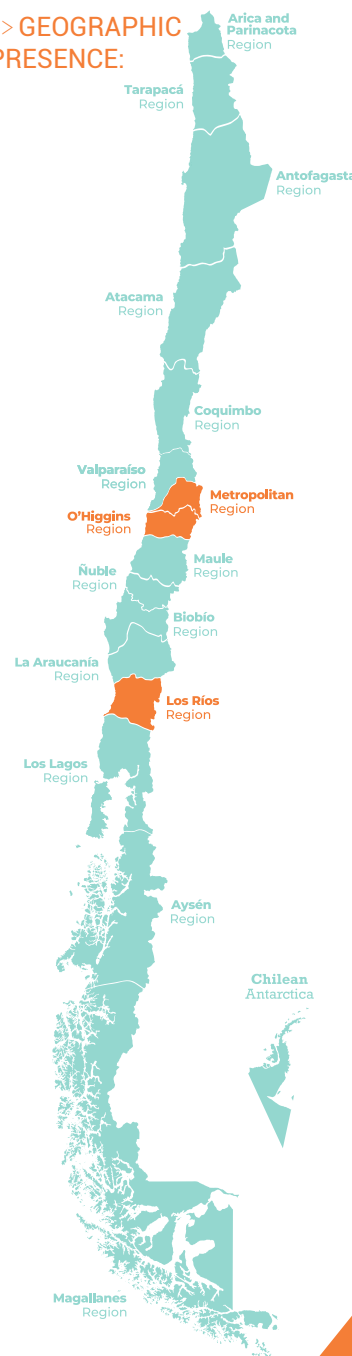 > GEOGRAPHIC
PRESENCE:
Arica and
Parinacota
Region
Tarapacá
Region
Antofagasta
Region
Atacama
Region
Coquimbo
Region
Valparaíso
Region
Metropolitan
Region
O'Higgins
Region
Maule
Region
Ñuble
Region
Biobío
Region
La Araucanía
Region
Los Ríos
Region
Los Lagos
Region
Aysén
Region
Chilean
Antarctica
Magallanes
Region